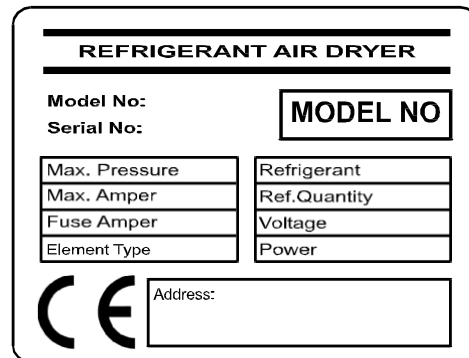 REFRIGERANT AIR DRYER
Model No:
MODEL NO
Serial No:
Max. Pressure
Refrigerant
Max. Amper
Ref.Quantity
Fuse Amper
Voltage
Element Type
Power
CE
Address: